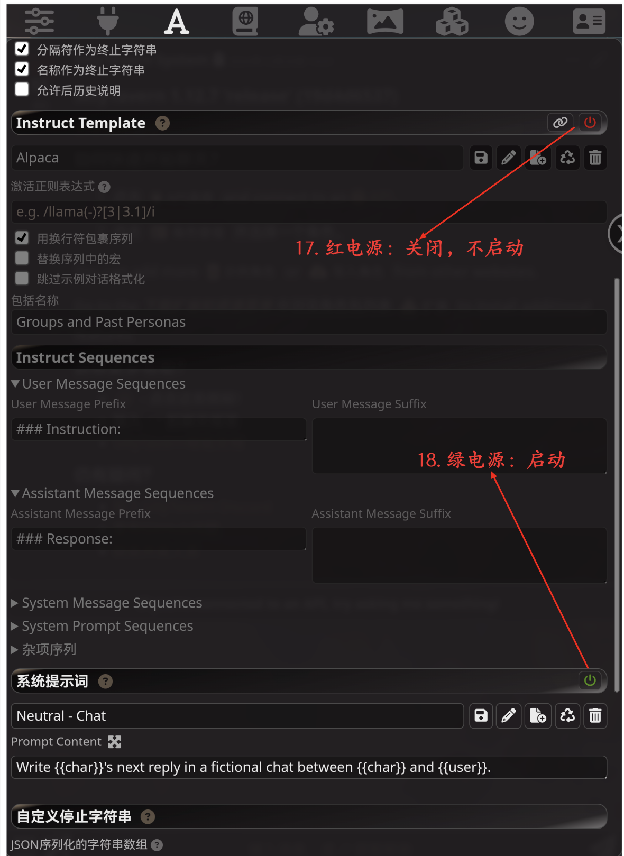 分隔符作为终止字符串
名称作为终止字符串
允许后历史说明
Instruct Template ?
Alpaca
激活正则表达式 ?
e.g. /llama(-)?[3|3.1]/i
用换行符包裹序列
17. 红电源：关闭，不启动
替换序列中的宏
跳过示例对话格式化
包括名称
Groups and Past Personas
Instruct Sequences
User Message Sequences
User Message Prefix User Message Suffix
### Instruction:
18. 绿电源：启动
Assistant Message Sequences
Assistant Message Prefix Assistant Message Suffix
### Response:
System Message Sequences
System Prompt Sequences
杂项序列
系统提示词 ?
Neutral - Chat
Prompt Content
Write {{char}}'s next reply in a fictional chat between {{char}} and {{user}}.
自定义停止字符串 ?
JSON序列化的字符串数组 ?